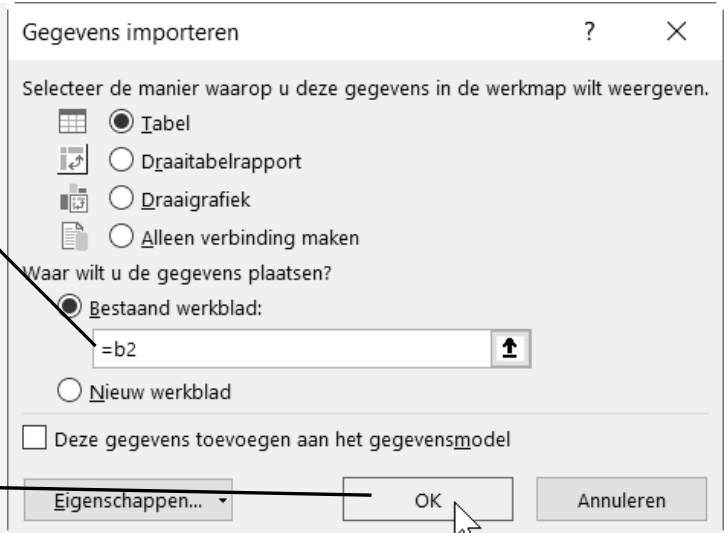 Gegevens importeren ? ×
Selecteer de manier waarop u deze gegevens in de werkmap wilt weergeven.
Tabel
Draaitabelrapport
Draaigrafiek
Alleen verbinding maken
Waar wilt u de gegevens plaatsen?
Bestaand werkblad:
=b2
Nieuw werkblad
Deze gegevens toevoegen aan het gegevensmodel
Eigenschappen... OK Annuleren